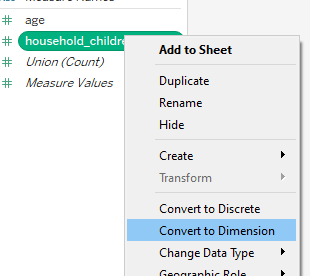 Measure Names
age
household_childre
Union (Count)
Measure Values
Add to Sheet
Duplicate
Rename
Hide
Create
Transform
Convert to Discrete
Convert to Dimension
Change Data Type
Geographic Role